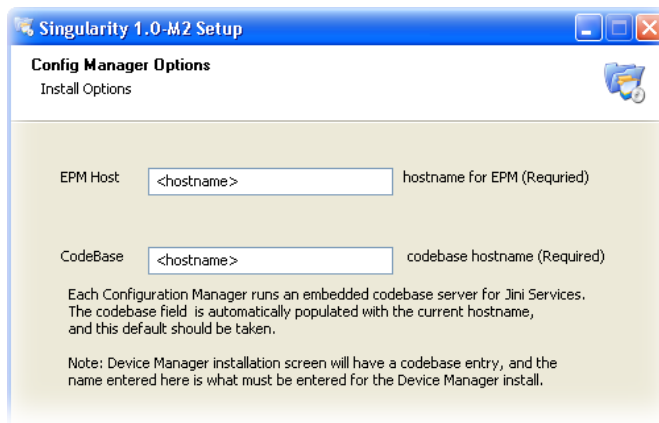 Singularity 1.0-M2 Setup
Config Manager Options
Install Options
EPM Host <hostname> hostname for EPM (Requried)
CodeBase <hostname> codebase hostname (Required)
Each Configuration Manager runs an embedded codebase server for Jini Services.
The codebase field is automatically populated with the current hostname,
and this default should be taken.
Note: Device Manager installation screen will have a codebase entry, and the
name entered here is what must be entered for the Device Manager install.